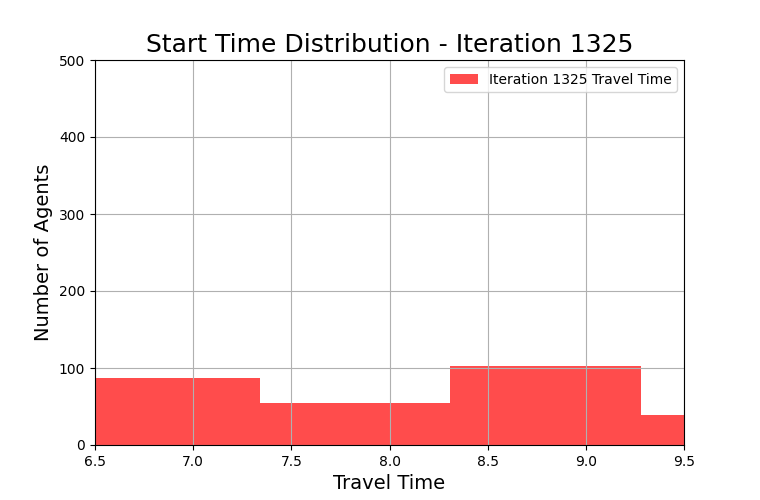 Start Time Distribution - Iteration 1325
500
Iteration 1325 Travel Time
400
300
200
100
0
Number of Agents
6.5 7.0 7.5 8.0 8.5 9.0 9.5
Travel Time